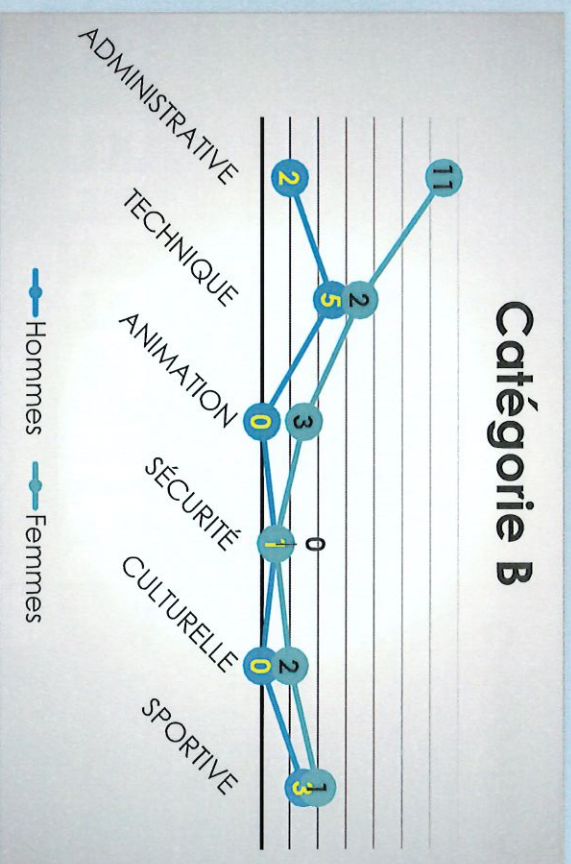 Catégorie B
11
2
2
5
3
0
0
1
2
0
1
3
ADMINISTRATIVE
TECHNIQUE
ANIMATION
SÉCURITÉ
CULTURELLE
SPORTIVE
Hommes Femmes